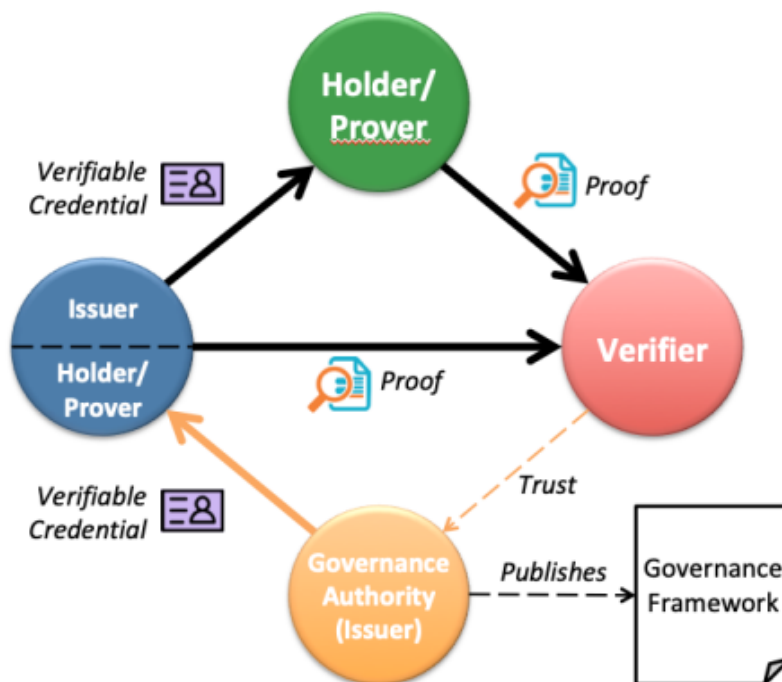 Holder/
Prover
Verifiable
Credential
Proof
Issuer
Holder/
Prover
Verifier
Proof
Verifiable
Credential
Trust
Governance
Authority
(Issuer)
Publishes
Governance
Framework